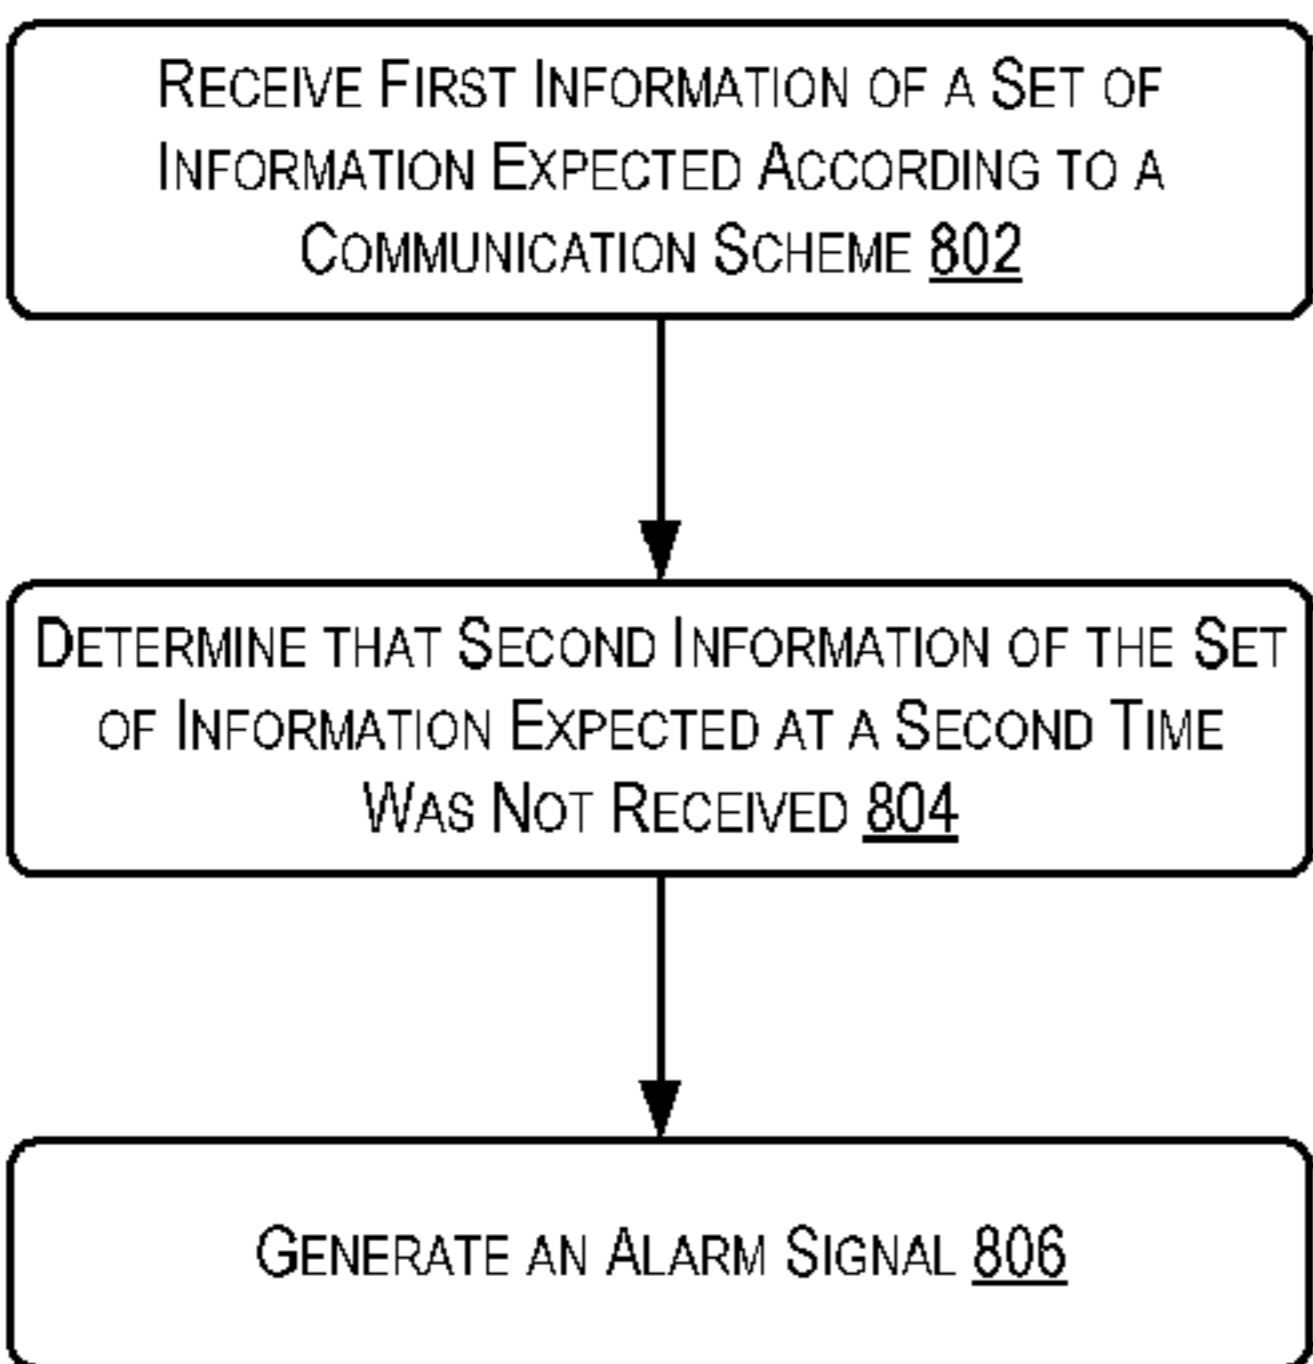 RECEIVE FIRST INFORMATION OF A SET OF
INFORMATION EXPECTED ACCORDING TO A
COMMUNICATION SCHEME 802
DETERMINE THAT SECOND INFORMATION OF THE SET
OF INFORMATION EXPECTED AT A SECOND TIME
WAS NOT RECEIVED 804
GENERATE AN ALARM SIGNAL 806